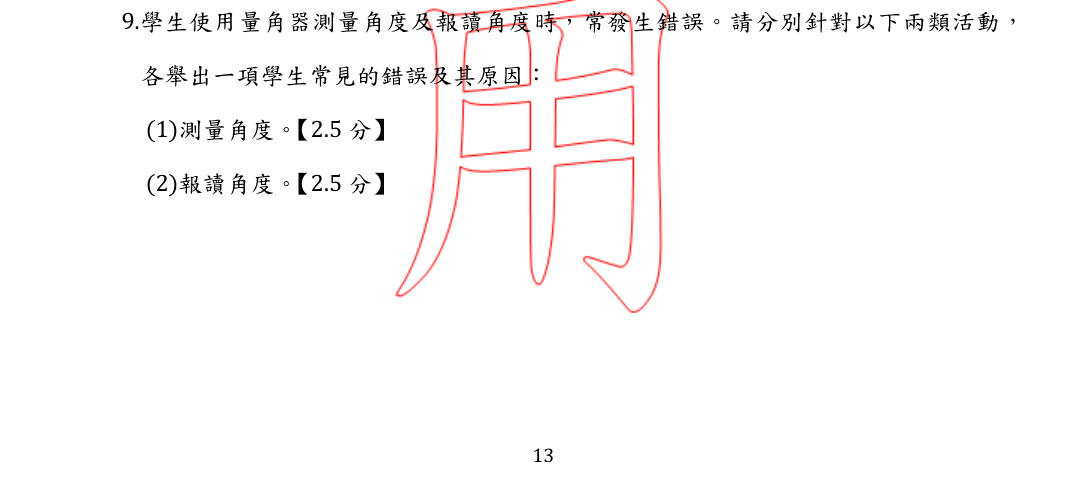 9.學生使用量角器測量角度及報讀角度時，常發生錯誤。請分別針對以下兩類活動，
各舉出一項學生常見的錯誤及其原因：
(1)測量角度。【2.5 分】
(2)報讀角度。【2.5 分】
用
13